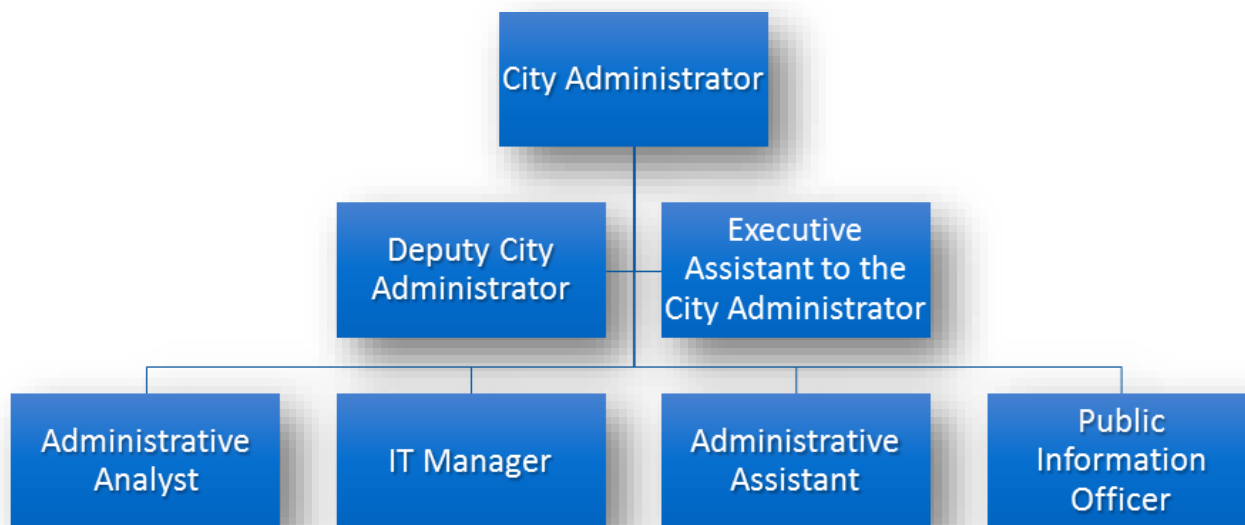 City Administrator
Deputy City
Administrator
Executive
Assistant to the
City Administrator
Administrative
Analyst
IT Manager
Administrative
Assistant
Public
Information
Officer